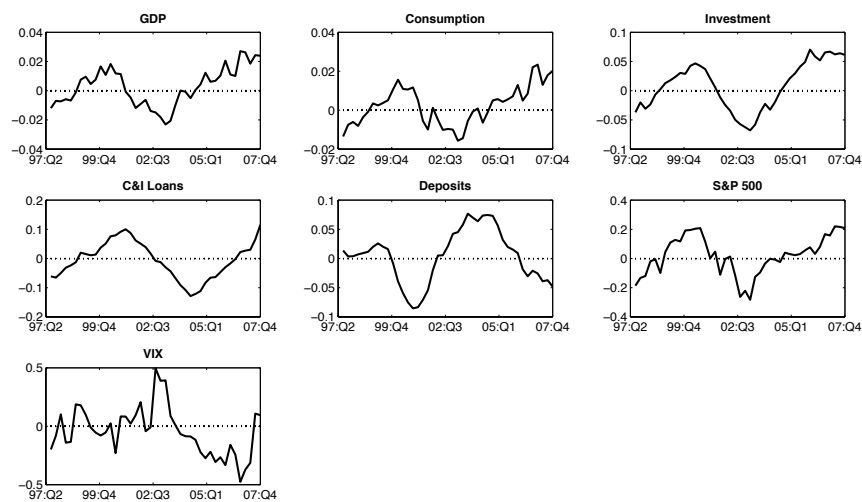 GDP
0.04
0.02
0
−0.02
−0.04
97:Q2 99:Q4 02:Q3 05:Q1 07:Q4
Consumption
0.04
0.02
0
−0.02
97:Q2 99:Q4 02:Q3 05:Q1 07:Q4
Investment
0.1
0.05
0
−0.05
−0.1
97:Q2 99:Q4 02:Q3 05:Q1 07:Q4
C&I Loans
0.2
0.1
0
−0.1
−0.2
97:Q2 99:Q4 02:Q3 05:Q1 07:Q4
Deposits
0.1
0.05
0
−0.05
−0.1
97:Q2 99:Q4 02:Q3 05:Q1 07:Q4
S&P 500
0.4
0.2
0
−0.2
−0.4
97:Q2 99:Q4 02:Q3 05:Q1 07:Q4
VIX
0.5
0
−0.5
97:Q2 99:Q4 02:Q3 05:Q1 07:Q4